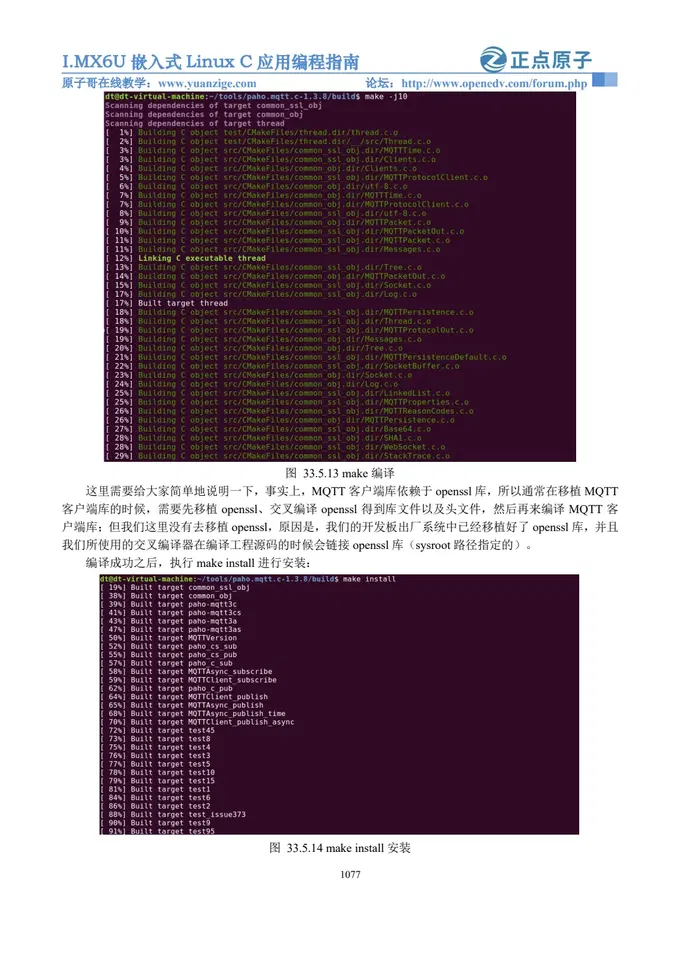 I.MX6U 嵌入式 Linux C 应用编程指南
正点原子
原子哥在线教学：www.yuanzige.com 论坛：http://www.openedv.com/forum.php
dt@dt-virtual-machine:~/tools/paho.mqtt.c-1.3.8/build$ make -j10
Scanning dependencies of target common_ssl_obj
Scanning dependencies of target common_obj
Scanning dependencies of target thread
[  1%] Building C object test/CMakeFiles/thread.dir/thread.c.o
[  2%] Building C object test/CMakeFiles/thread.dir/__/src/Thread.c.o
[  3%] Building C object src/CMakeFiles/common_ssl_obj.dir/MQTTTime.c.o
[  3%] Building C object src/CMakeFiles/common_ssl_obj.dir/Clients.c.o
[  4%] Building C object src/CMakeFiles/common_obj.dir/Clients.c.o
[  5%] Building C object src/CMakeFiles/common_ssl_obj.dir/MQTTProtocolClient.c.o
[  6%] Building C object src/CMakeFiles/common_obj.dir/utf-8.c.o
[  7%] Building C object src/CMakeFiles/common_obj.dir/MQTTTime.c.o
[  7%] Building C object src/CMakeFiles/common_obj.dir/MQTTProtocolClient.c.o
[  8%] Building C object src/CMakeFiles/common_ssl_obj.dir/utf-8.c.o
[  9%] Building C object src/CMakeFiles/common_obj.dir/MQTTPacket.c.o
[ 10%] Building C object src/CMakeFiles/common_obj.dir/MQTTPacketOut.c.o
[ 11%] Building C object src/CMakeFiles/common_ssl_obj.dir/MQTTPacket.c.o
[ 11%] Building C object src/CMakeFiles/common_obj.dir/Messages.c.o
[ 12%] Linking C executable thread
[ 13%] Building C object src/CMakeFiles/common_ssl_obj.dir/Tree.c.o
[ 14%] Building C object src/CMakeFiles/common_ssl_obj.dir/MQTTPacketOut.c.o
[ 15%] Building C object src/CMakeFiles/common_ssl_obj.dir/Socket.c.o
[ 17%] Building C object src/CMakeFiles/common_ssl_obj.dir/Log.c.o
[ 17%] Built target thread
[ 18%] Building C object src/CMakeFiles/common_ssl_obj.dir/MQTTPersistence.c.o
[ 18%] Building C object src/CMakeFiles/common_ssl_obj.dir/Thread.c.o
[ 19%] Building C object src/CMakeFiles/common_ssl_obj.dir/MQTTProtocolOut.c.o
[ 19%] Building C object src/CMakeFiles/common_ssl_obj.dir/Messages.c.o
[ 20%] Building C object src/CMakeFiles/common_obj.dir/Tree.c.o
[ 21%] Building C object src/CMakeFiles/common_ssl_obj.dir/MQTTPersistenceDefault.c.o
[ 22%] Building C object src/CMakeFiles/common_ssl_obj.dir/SocketBuffer.c.o
[ 23%] Building C object src/CMakeFiles/common_obj.dir/Socket.c.o
[ 24%] Building C object src/CMakeFiles/common_obj.dir/Log.c.o
[ 25%] Building C object src/CMakeFiles/common_ssl_obj.dir/LinkedList.c.o
[ 25%] Building C object src/CMakeFiles/common_ssl_obj.dir/MQTTProperties.c.o
[ 26%] Building C object src/CMakeFiles/common_ssl_obj.dir/MQTTReasonCodes.c.o
[ 26%] Building C object src/CMakeFiles/common_obj.dir/MQTTPersistence.c.o
[ 27%] Building C object src/CMakeFiles/common_ssl_obj.dir/Base64.c.o
[ 28%] Building C object src/CMakeFiles/common_ssl_obj.dir/SHA1.c.o
[ 28%] Building C object src/CMakeFiles/common_ssl_obj.dir/WebSocket.c.o
[ 29%] Building C object src/CMakeFiles/common_ssl_obj.dir/StackTrace.c.o
图 33.5.13 make 编译
这里需要给大家简单地说明一下，事实上，MQTT 客户端库依赖于 openssl 库，所以通常在移植 MQTT
客户端库的时候，需要先移植 openssl、交叉编译 openssl 得到库文件以及头文件，然后再来编译 MQTT 客
户端库；但我们这里没有去移植 openssl，原因是，我们的开发板出厂系统中已经移植好了 openssl 库，并且
我们所使用的交叉编译器在编译工程源码的时候会链接 openssl 库（sysroot 路径指定的）。
编译成功之后，执行 make install 进行安装：
dt@dt-virtual-machine:~/tools/paho.mqtt.c-1.3.8/build$ make install
[ 19%] Built target common_ssl_obj
[ 38%] Built target common_obj
[ 39%] Built target paho-mqtt3c
[ 41%] Built target paho-mqtt3cs
[ 43%] Built target paho-mqtt3a
[ 47%] Built target paho-mqtt3as
[ 50%] Built target MQTTVersion
[ 52%] Built target paho_cs_sub
[ 55%] Built target paho_cs_pub
[ 57%] Built target paho_c_sub
[ 58%] Built target MQTTAsync_subscribe
[ 59%] Built target MQTTClient_subscribe
[ 62%] Built target paho_c_pub
[ 64%] Built target MQTTClient_publish
[ 65%] Built target MQTTAsync_publish
[ 68%] Built target MQTTAsync_publish_time
[ 70%] Built target MQTTClient_publish_async
[ 72%] Built target test45
[ 73%] Built target test8
[ 75%] Built target test4
[ 76%] Built target test3
[ 77%] Built target test5
[ 78%] Built target test10
[ 79%] Built target test15
[ 81%] Built target test1
[ 84%] Built target test6
[ 86%] Built target test2
[ 88%] Built target test_issue373
[ 90%] Built target test9
[ 91%] Built target test95
图 33.5.14 make install 安装
1077